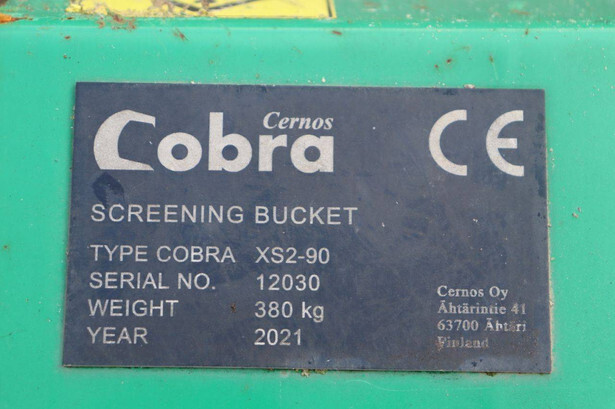 Cernos
Cobra
CE
SCREENING BUCKET
TYPE COBRA XS2-90
SERIAL NO. 12030
WEIGHT 380 kg
YEAR 2021
Cernos Oy
Ähtärintie 41
63700 Ähtäri
Finland